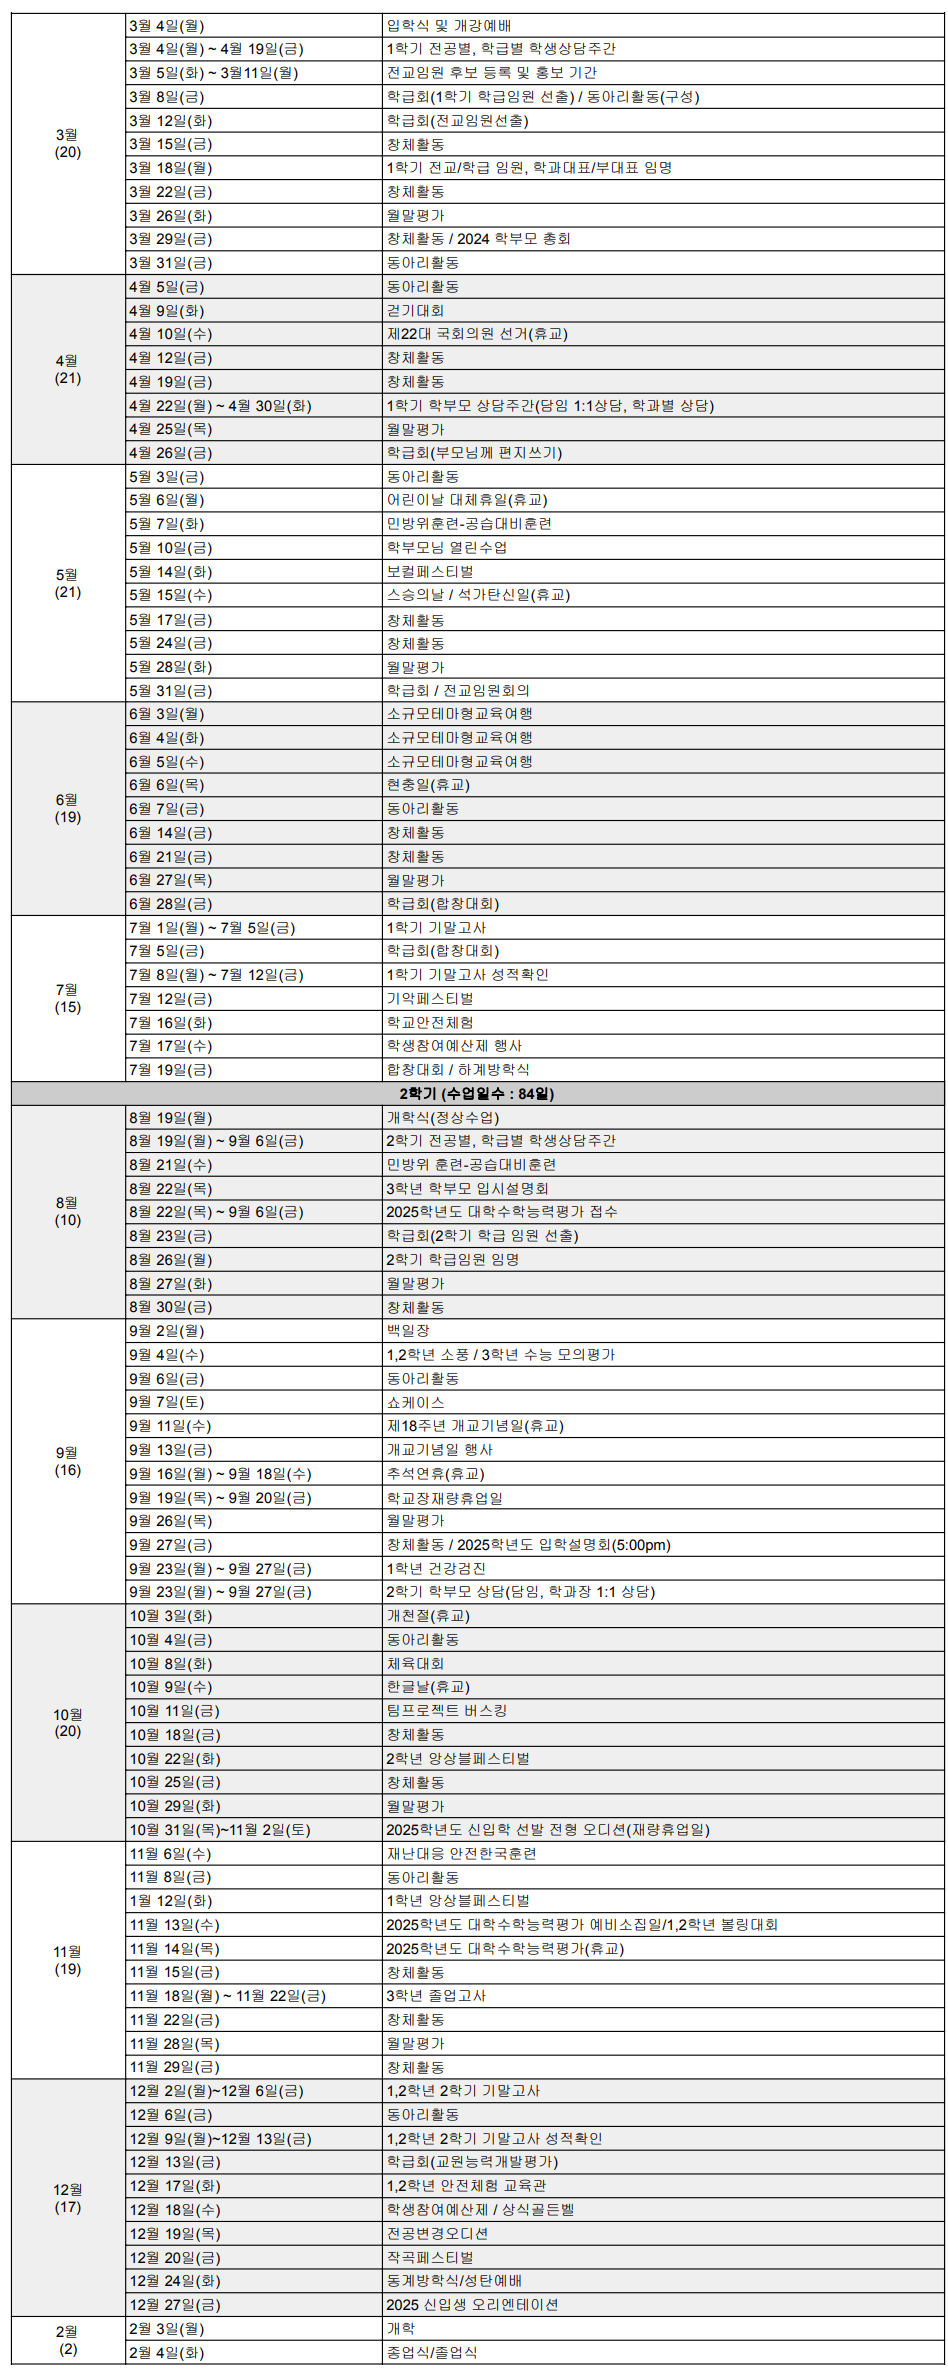 3월
(20)
3월 4일(월) 입학식 및 개강예배
3월 4일(월) ~ 4월 19일(금) 1학기 전공별, 학급별 학생상담주간
3월 5일(화) ~ 3월11일(월) 전교임원 후보 등록 및 홍보 기간
3월 8일(금) 학급회(1학기 학급임원 선출) / 동아리활동(구성)
3월 12일(화) 학급회(전교임원선출)
3월 15일(금) 창체활동
3월 18일(월) 1학기 전교/학급 임원, 학과대표/부대표 임명
3월 22일(금) 창체활동
3월 26일(화) 월말평가
3월 29일(금) 창체활동 / 2024 학부모 총회
3월 31일(금) 동아리활동
4월
(21)
4월 5일(금) 동아리활동
4월 9일(화) 걷기대회
4월 10일(수) 제22대 국회의원 선거(휴교)
4월 12일(금) 창체활동
4월 19일(금) 창체활동
4월 22일(월) ~ 4월 30일(화) 1학기 학부모 상담주간(담임 1:1상담, 학과별 상담)
4월 25일(목) 월말평가
4월 26일(금) 학급회(부모님께 편지쓰기)
5월
(21)
5월 3일(금) 동아리활동
5월 6일(월) 어린이날 대체휴일(휴교)
5월 7일(화) 민방위훈련-공습대비훈련
5월 10일(금) 학부모님 열린수업
5월 14일(화) 보컬페스티벌
5월 15일(수) 스승의날 / 석가탄신일(휴교)
5월 17일(금) 창체활동
5월 24일(금) 창체활동
5월 28일(화) 월말평가
5월 31일(금) 학급회 / 전교임원회의
6월
(19)
6월 3일(월) 소규모테마형교육여행
6월 4일(화) 소규모테마형교육여행
6월 5일(수) 소규모테마형교육여행
6월 6일(목) 현충일(휴교)
6월 7일(금) 동아리활동
6월 14일(금) 창체활동
6월 21일(금) 창체활동
6월 27일(목) 월말평가
6월 28일(금) 학급회(합창대회)
7월
(15)
7월 1일(월) ~ 7월 5일(금) 1학기 기말고사
7월 5일(금) 학급회(합창대회)
7월 8일(월) ~ 7월 12일(금) 1학기 기말고사 성적확인
7월 12일(금) 기악페스티벌
7월 16일(화) 학교안전체험
7월 17일(수) 학생참여예산제 행사
7월 19일(금) 합창대회 / 하계방학식
2학기 (수업일수 : 84일)
8월
(10)
8월 19일(월) 개학식(정상수업)
8월 19일(월) ~ 9월 6일(금) 2학기 전공별, 학급별 학생상담주간
8월 21일(수) 민방위 훈련-공습대비훈련
8월 22일(목) 3학년 학부모 입시설명회
8월 22일(목) ~ 9월 6일(금) 2025학년도 대학수학능력평가 접수
8월 23일(금) 학급회(2학기 학급 임원 선출)
8월 26일(월) 2학기 학급임원 임명
8월 27일(화) 월말평가
8월 30일(금) 창체활동
9월
(16)
9월 2일(월) 백일장
9월 4일(수) 1,2학년 소풍 / 3학년 수능 모의평가
9월 6일(금) 동아리활동
9월 7일(토) 쇼케이스
9월 11일(수) 제18주년 개교기념일(휴교)
9월 13일(금) 개교기념일 행사
9월 16일(월) ~ 9월 18일(수) 추석연휴(휴교)
9월 19일(목) ~ 9월 20일(금) 학교장재량휴업일
9월 26일(목) 월말평가
9월 27일(금) 창체활동 / 2025학년도 입학설명회(5:00pm)
9월 23일(월) ~ 9월 27일(금) 1학년 건강검진
9월 23일(월) ~ 9월 27일(금) 2학기 학부모 상담(담임, 학과장 1:1 상담)
10월
(20)
10월 3일(화) 개천절(휴교)
10월 4일(금) 동아리활동
10월 8일(화) 체육대회
10월 9일(수) 한글날(휴교)
10월 11일(금) 팀프로젝트 버스킹
10월 18일(금) 창체활동
10월 22일(화) 2학년 앙상블페스티벌
10월 25일(금) 창체활동
10월 29일(화) 월말평가
10월 31일(목)~11월 2일(토) 2025학년도 신입학 선발 전형 오디션(재량휴업일)
11월
(19)
11월 6일(수) 재난대응 안전한국훈련
11월 8일(금) 동아리활동
1월 12일(화) 1학년 앙상블페스티벌
11월 13일(수) 2025학년도 대학수학능력평가 예비소집일/1,2학년 볼링대회
11월 14일(목) 2025학년도 대학수학능력평가(휴교)
11월 15일(금) 창체활동
11월 18일(월) ~ 11월 22일(금) 3학년 졸업고사
11월 22일(금) 창체활동
11월 28일(목) 월말평가
11월 29일(금) 창체활동
12월
(17)
12월 2일(월)~12월 6일(금) 1,2학년 2학기 기말고사
12월 6일(금) 동아리활동
12월 9일(월)~12월 13일(금) 1,2학년 2학기 기말고사 성적확인
12월 13일(금) 학급회(교원능력개발평가)
12월 17일(화) 1,2학년 안전체험 교육관
12월 18일(수) 학생참여예산제 / 상식골든벨
12월 19일(목) 전공변경오디션
12월 20일(금) 작곡페스티벌
12월 24일(화) 동계방학식/성탄예배
12월 27일(금) 2025 신입생 오리엔테이션
2월
(2)
2월 3일(월) 개학
2월 4일(화) 종업식/졸업식